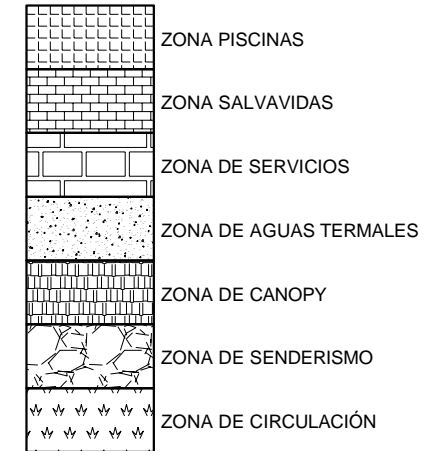 ZONA PISCINAS
ZONA SALVAVIDAS
ZONA DE SERVICIOS
ZONA DE AGUAS TERMALES
ZONA DE CANOPY
ZONA DE SENDERISMO
ZONA DE CIRCULACIÓN